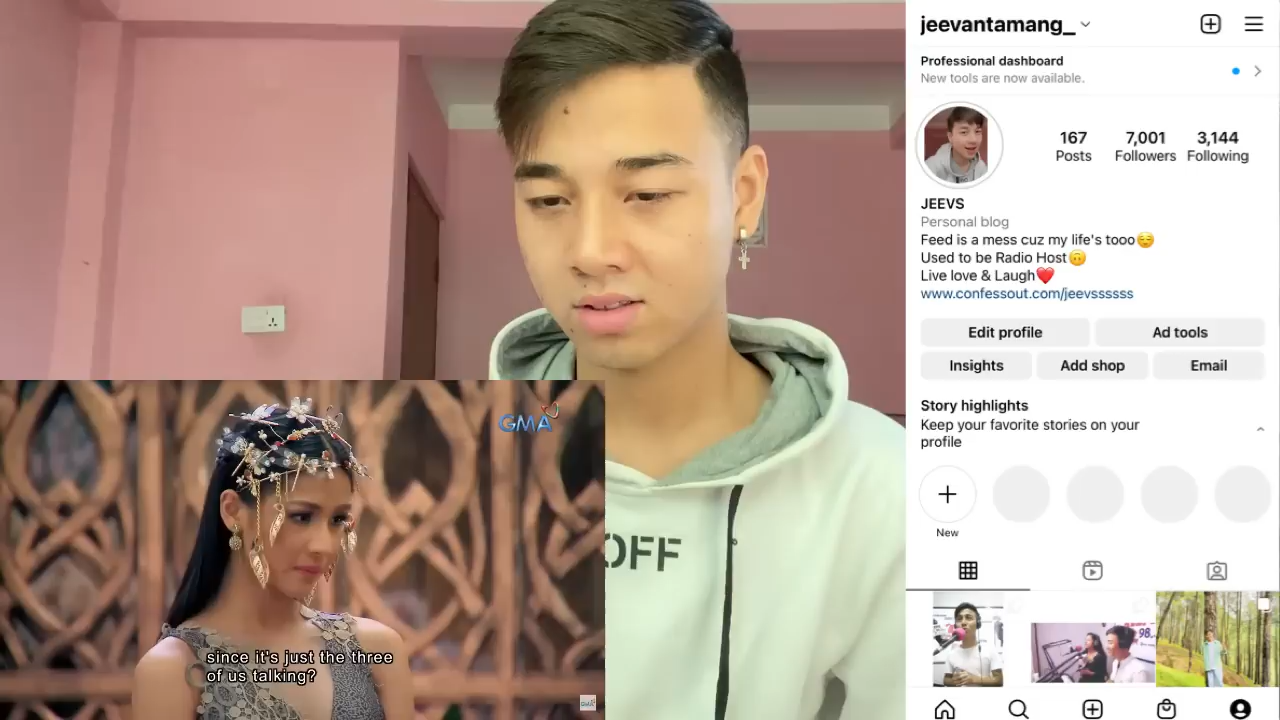 GMA
since it's just the three
of us talking?
OFF
jeevantamang_
Professional dashboard
New tools are now available.
167
Posts
7,001
Followers
3,144
Following
JEEVS
Personal blog
Feed is a mess cuz my life's tooo😌
Used to be Radio Host🙃
Live love & Laugh❤️
www.confessout.com/jeevssssss
Edit profile
Ad tools
Insights
Add shop
Email
Story highlights
Keep your favorite stories on your
profile
New
98.
GMA